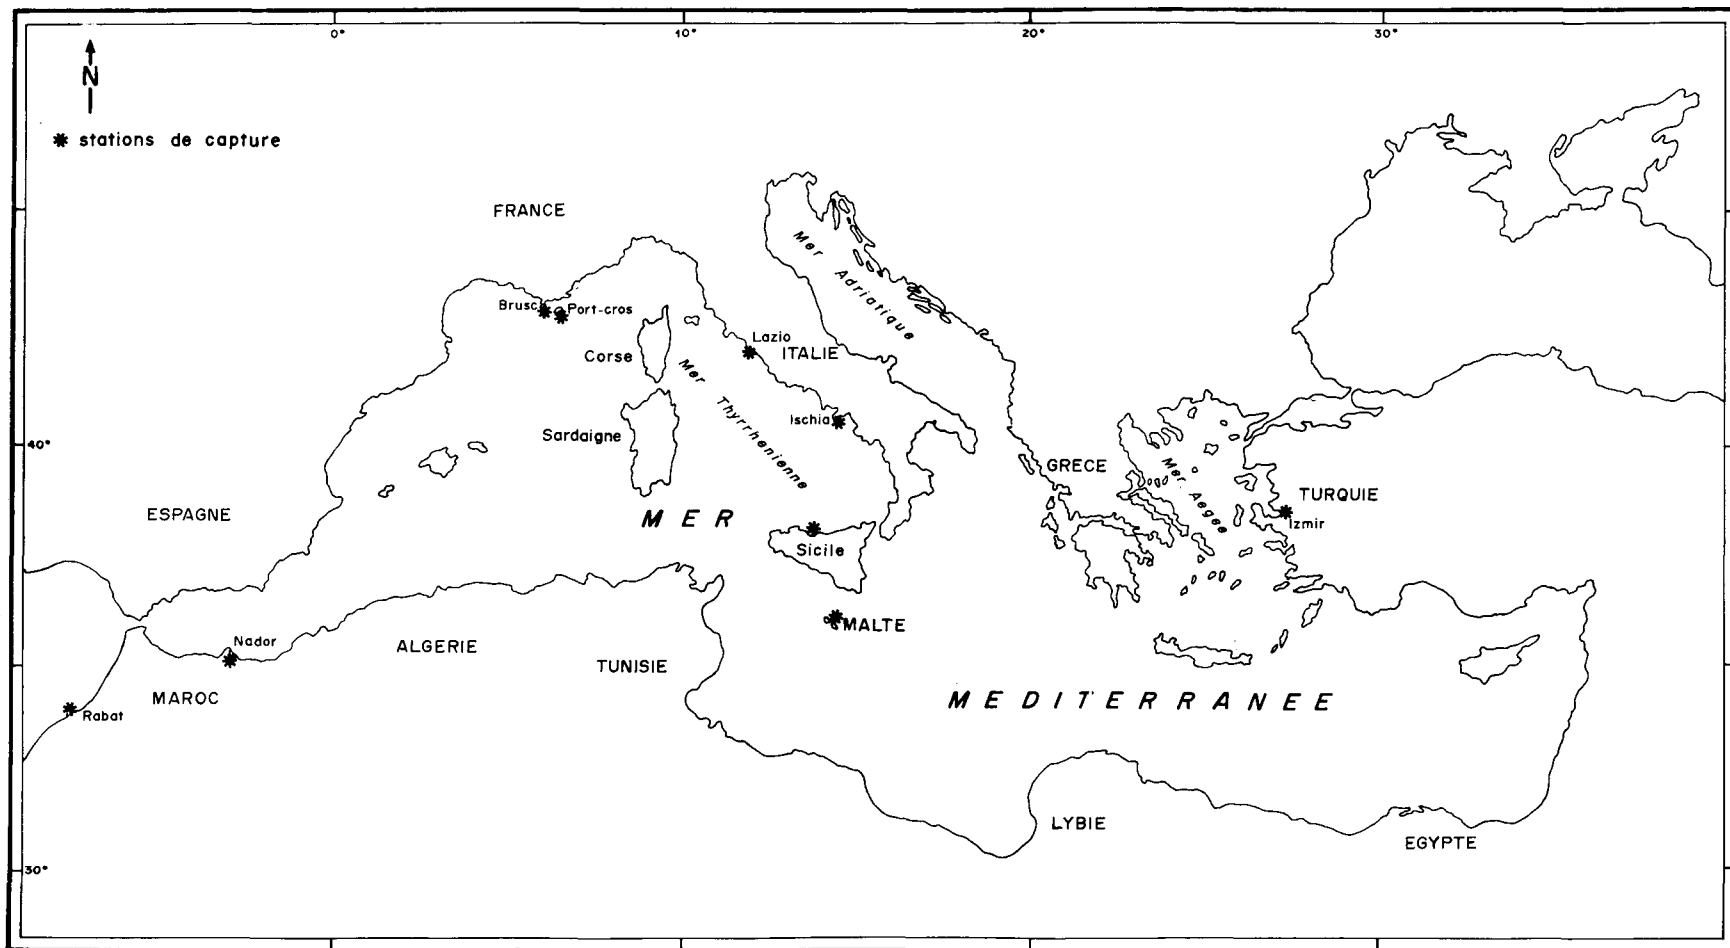 0° 10° 20° 30°
N
* stations de capture
FRANCE
Mer Adriatique
Brusc
Port-cros
Lazio
ITALIE
Corse
Mer Thyrrhenienne
Ischia
Sardaigne
40°
GRECE
Mer Aegee
TURQUIE
Izmir
ESPAGNE
MER
Sicile
MALTE
Nador
ALGERIE
TUNISIE
MAROC
MEDITERRANEE
Rabat
LYBIE
EGYPTE
30°